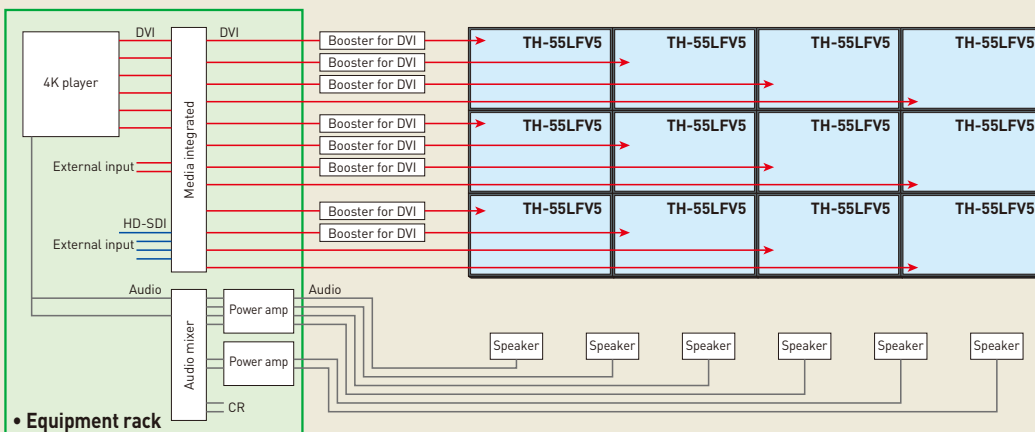 DVI
DVI
4K player
Media integrated
External input
HD-SDI
External input
Booster for DVI
Booster for DVI
Booster for DVI
Booster for DVI
Booster for DVI
Booster for DVI
Booster for DVI
Booster for DVI
TH-55LFV5 TH-55LFV5 TH-55LFV5 TH-55LFV5
TH-55LFV5 TH-55LFV5 TH-55LFV5 TH-55LFV5
TH-55LFV5 TH-55LFV5 TH-55LFV5 TH-55LFV5
Audio
Audio
Audio mixer
Power amp
Power amp
CR
Speaker Speaker Speaker Speaker Speaker Speaker
• Equipment rack